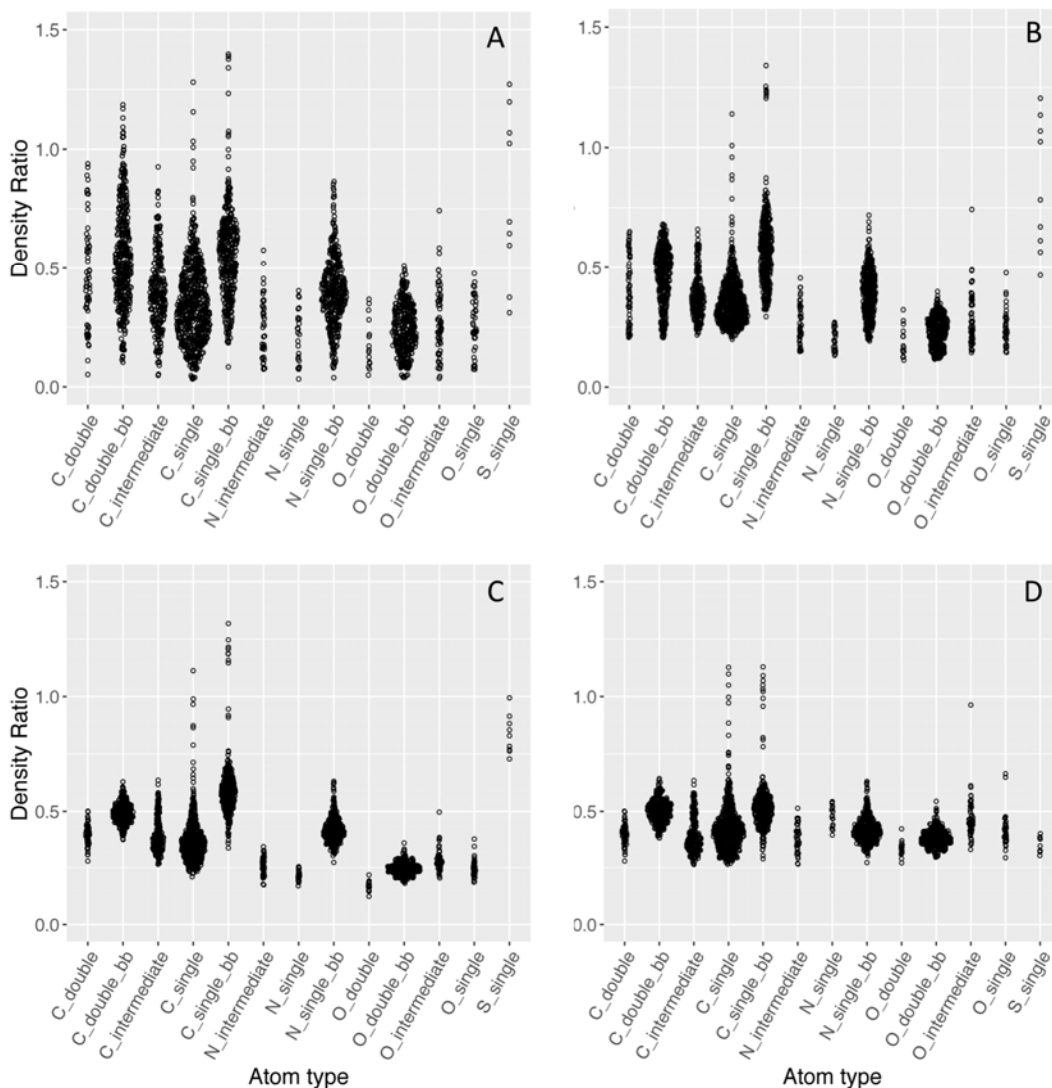 A
1.5
1.0
0.5
0.0
Density Ratio
C_double
C_double_bb
C_intermediate
C_single
C_single_bb
N_intermediate
N_single
N_single_bb
O_double
O_double_bb
O_intermediate
O_single
S_single
B
1.5
1.0
0.5
0.0
C_double
C_double_bb
C_intermediate
C_single
C_single_bb
N_intermediate
N_single
N_single_bb
O_double
O_double_bb
O_intermediate
O_single
S_single
C
1.5
1.0
0.5
0.0
Density Ratio
C_double
C_double_bb
C_intermediate
C_single
C_single_bb
N_intermediate
N_single
N_single_bb
O_double
O_double_bb
O_intermediate
O_single
S_single
Atom type
D
1.5
1.0
0.5
0.0
C_double
C_double_bb
C_intermediate
C_single
C_single_bb
N_intermediate
N_single
N_single_bb
O_double
O_double_bb
O_intermediate
O_single
S_single
Atom type